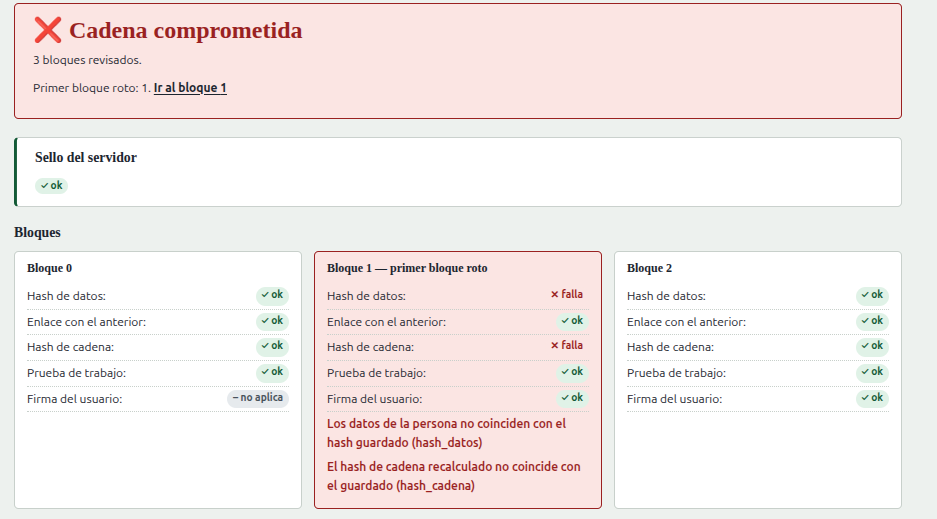 ❌ Cadena comprometida
3 bloques revisados.
Primer bloque roto: 1. Ir al bloque 1
Sello del servidor
✓ ok
Bloques
Bloque 0
Hash de datos: ✓ ok
Enlace con el anterior: ✓ ok
Hash de cadena: ✓ ok
Prueba de trabajo: ✓ ok
Firma del usuario: – no aplica
Bloque 1 — primer bloque roto
Hash de datos: ✕ falla
Enlace con el anterior: ✓ ok
Hash de cadena: ✕ falla
Prueba de trabajo: ✓ ok
Firma del usuario: ✓ ok
Los datos de la persona no coinciden con el
hash guardado (hash_datos)
El hash de cadena recalculado no coincide con
el guardado (hash_cadena)
Bloque 2
Hash de datos: ✓ ok
Enlace con el anterior: ✓ ok
Hash de cadena: ✓ ok
Prueba de trabajo: ✓ ok
Firma del usuario: ✓ ok